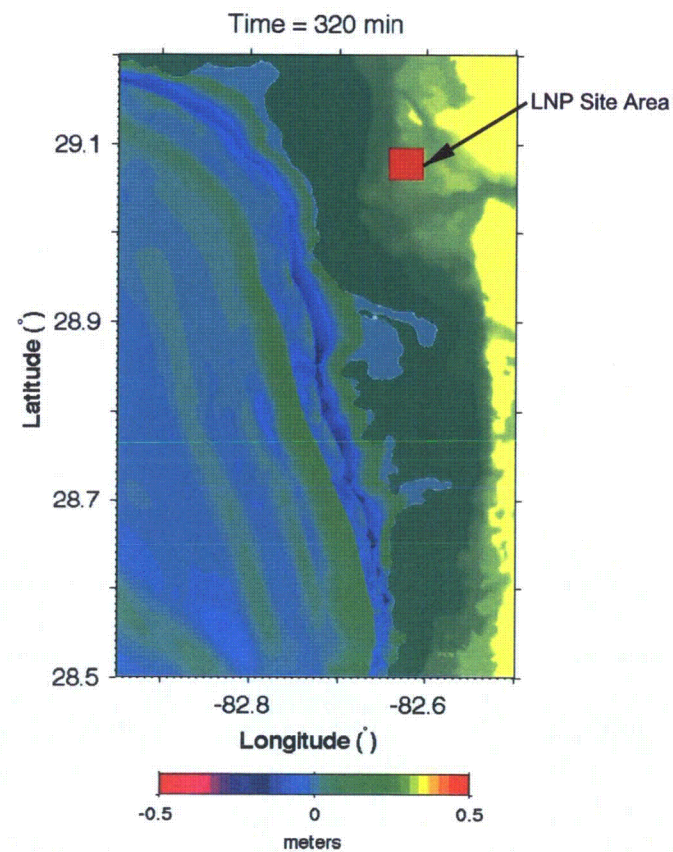 Time = 320 min
LNP Site Area
29.1
28.9
28.7
28.5
Latitude (°)
-82.8 -82.6
Longitude (°)
-0.5 0 0.5
meters